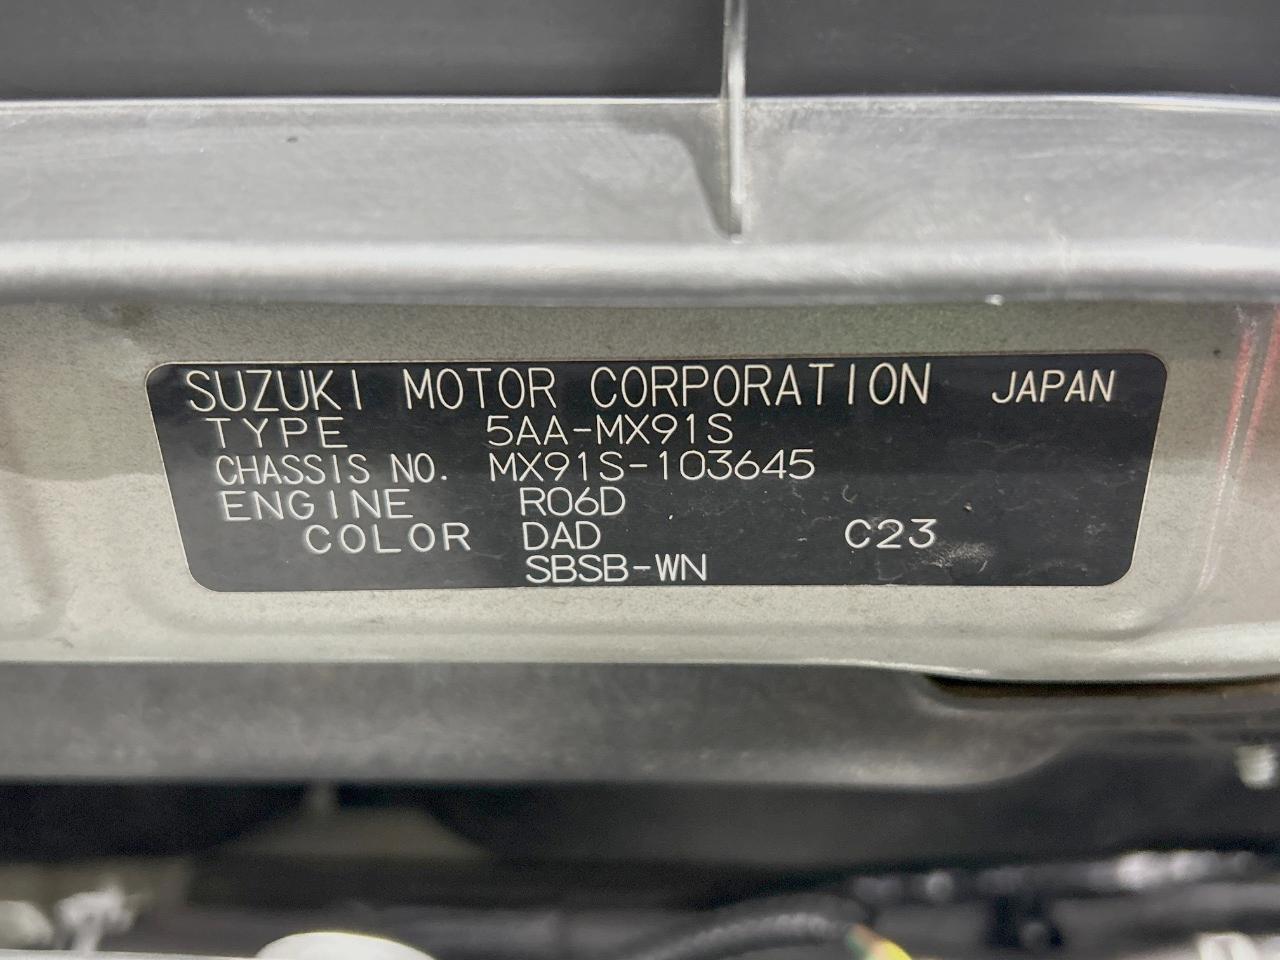 SUZUKI MOTOR CORPORATION JAPAN
TYPE 5AA-MX91S
CHASSIS NO. MX91S-103645
ENGINE R06D
COLOR DAD C23
SBSB-WN